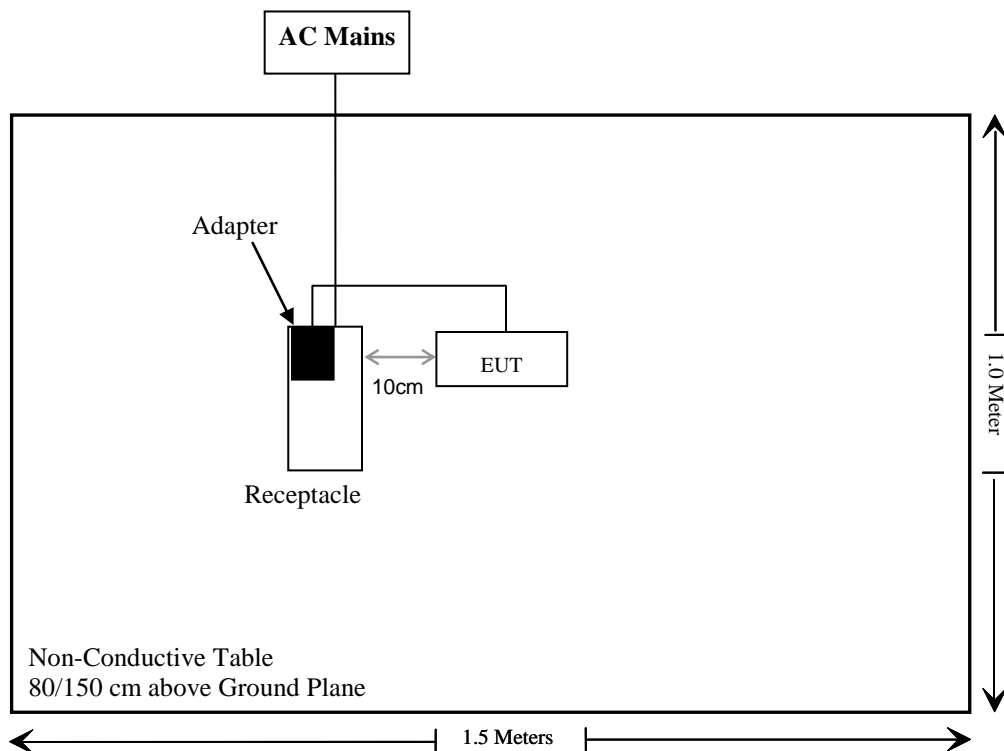 AC Mains
Adapter
EUT
10cm
Receptacle
1.0 Meter
Non-Conductive Table
80/150 cm above Ground Plane
1.5 Meters